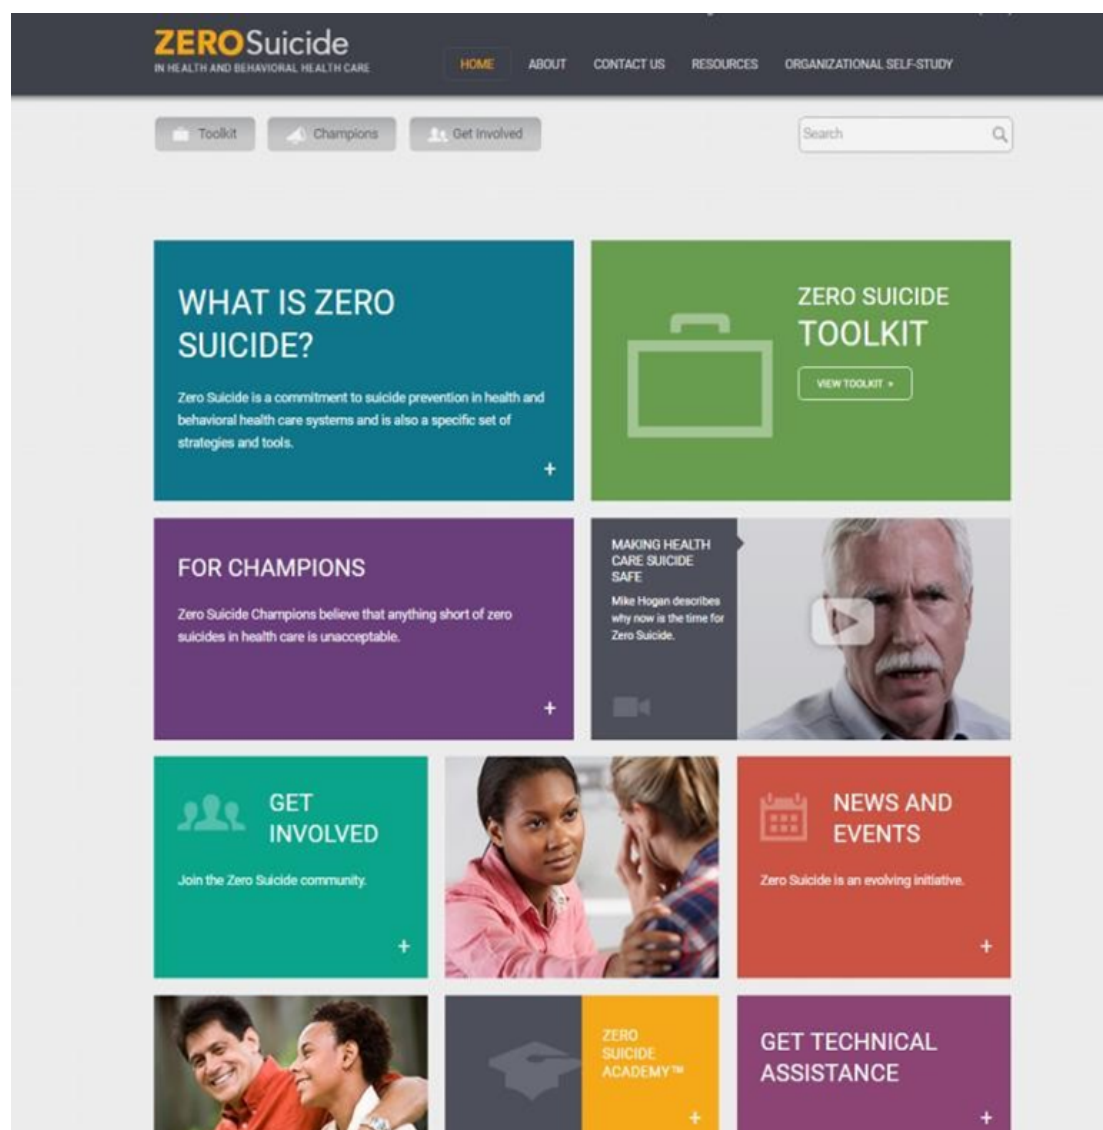 ZEROSuicide
IN HEALTH AND BEHAVIORAL HEALTH CARE
HOME ABOUT CONTACT US RESOURCES ORGANIZATIONAL SELF-STUDY
Toolkit Champions Get Involved Search
WHAT IS ZERO
SUICIDE?
Zero Suicide is a commitment to suicide prevention in health and
behavioral health care systems and is also a specific set of
strategies and tools.
+
ZERO SUICIDE
TOOLKIT
VIEW TOOLKIT »
FOR CHAMPIONS
Zero Suicide Champions believe that anything short of zero
suicides in health care is unacceptable.
+
MAKING HEALTH
CARE SUICIDE
SAFE
Mike Hogan describes
why now is the time for
Zero Suicide.
GET
INVOLVED
Join the Zero Suicide community.
+
NEWS AND
EVENTS
Zero Suicide is an evolving initiative.
+
ZERO
SUICIDE
ACADEMY™
+
GET TECHNICAL
ASSISTANCE
+